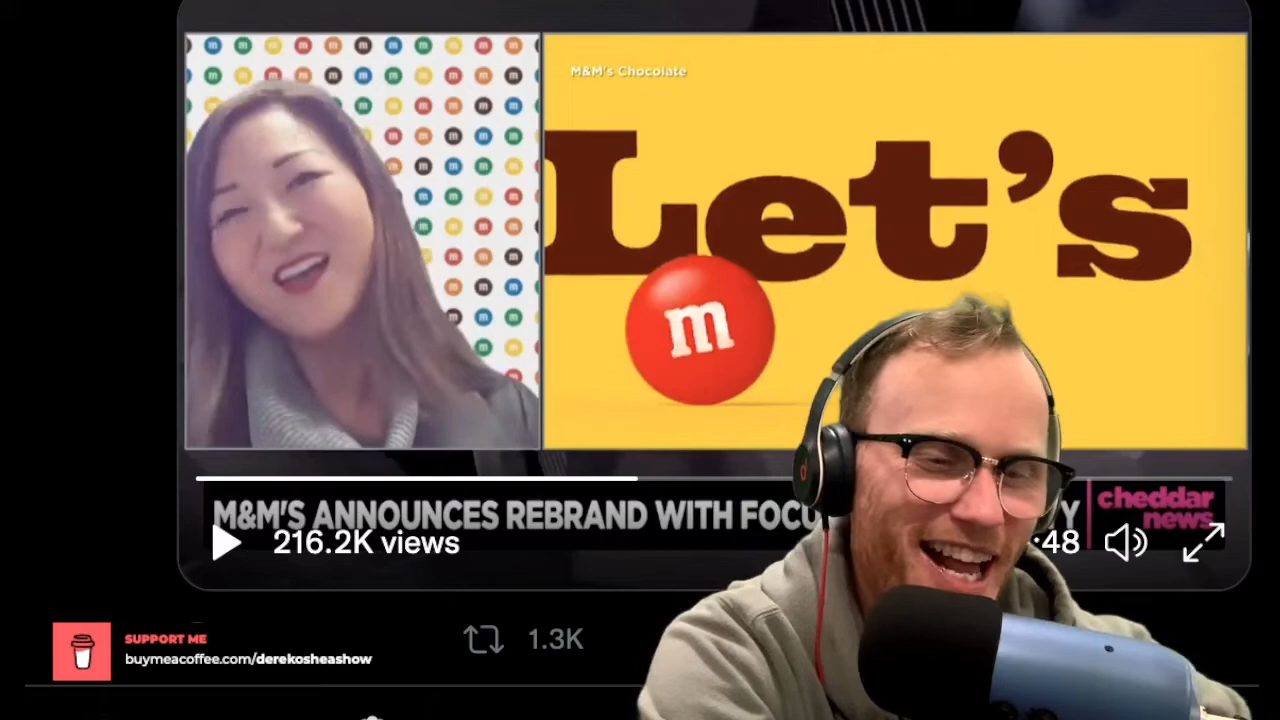 M&M's Chocolate
Let's
m
M&M'S ANNOUNCES REBRAND WITH FOCU
Y
cheddar
news
216.2K views
:48
SUPPORT ME
buymeacoffee.com/derekosheashow
1.3K